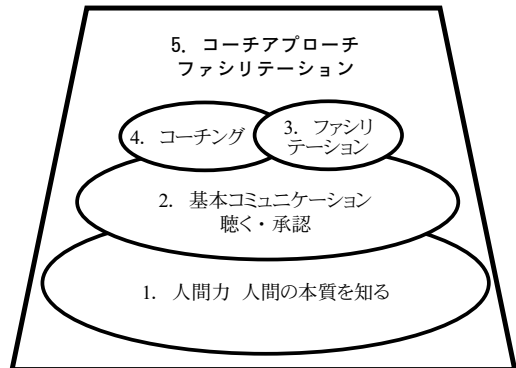 5. コーチアプローチ
ファシリテーション
4. コーチング
3. ファシリ
テーション
2. 基本コミュニケーション
聴く・承認
1. 人間力 人間の本質を知る